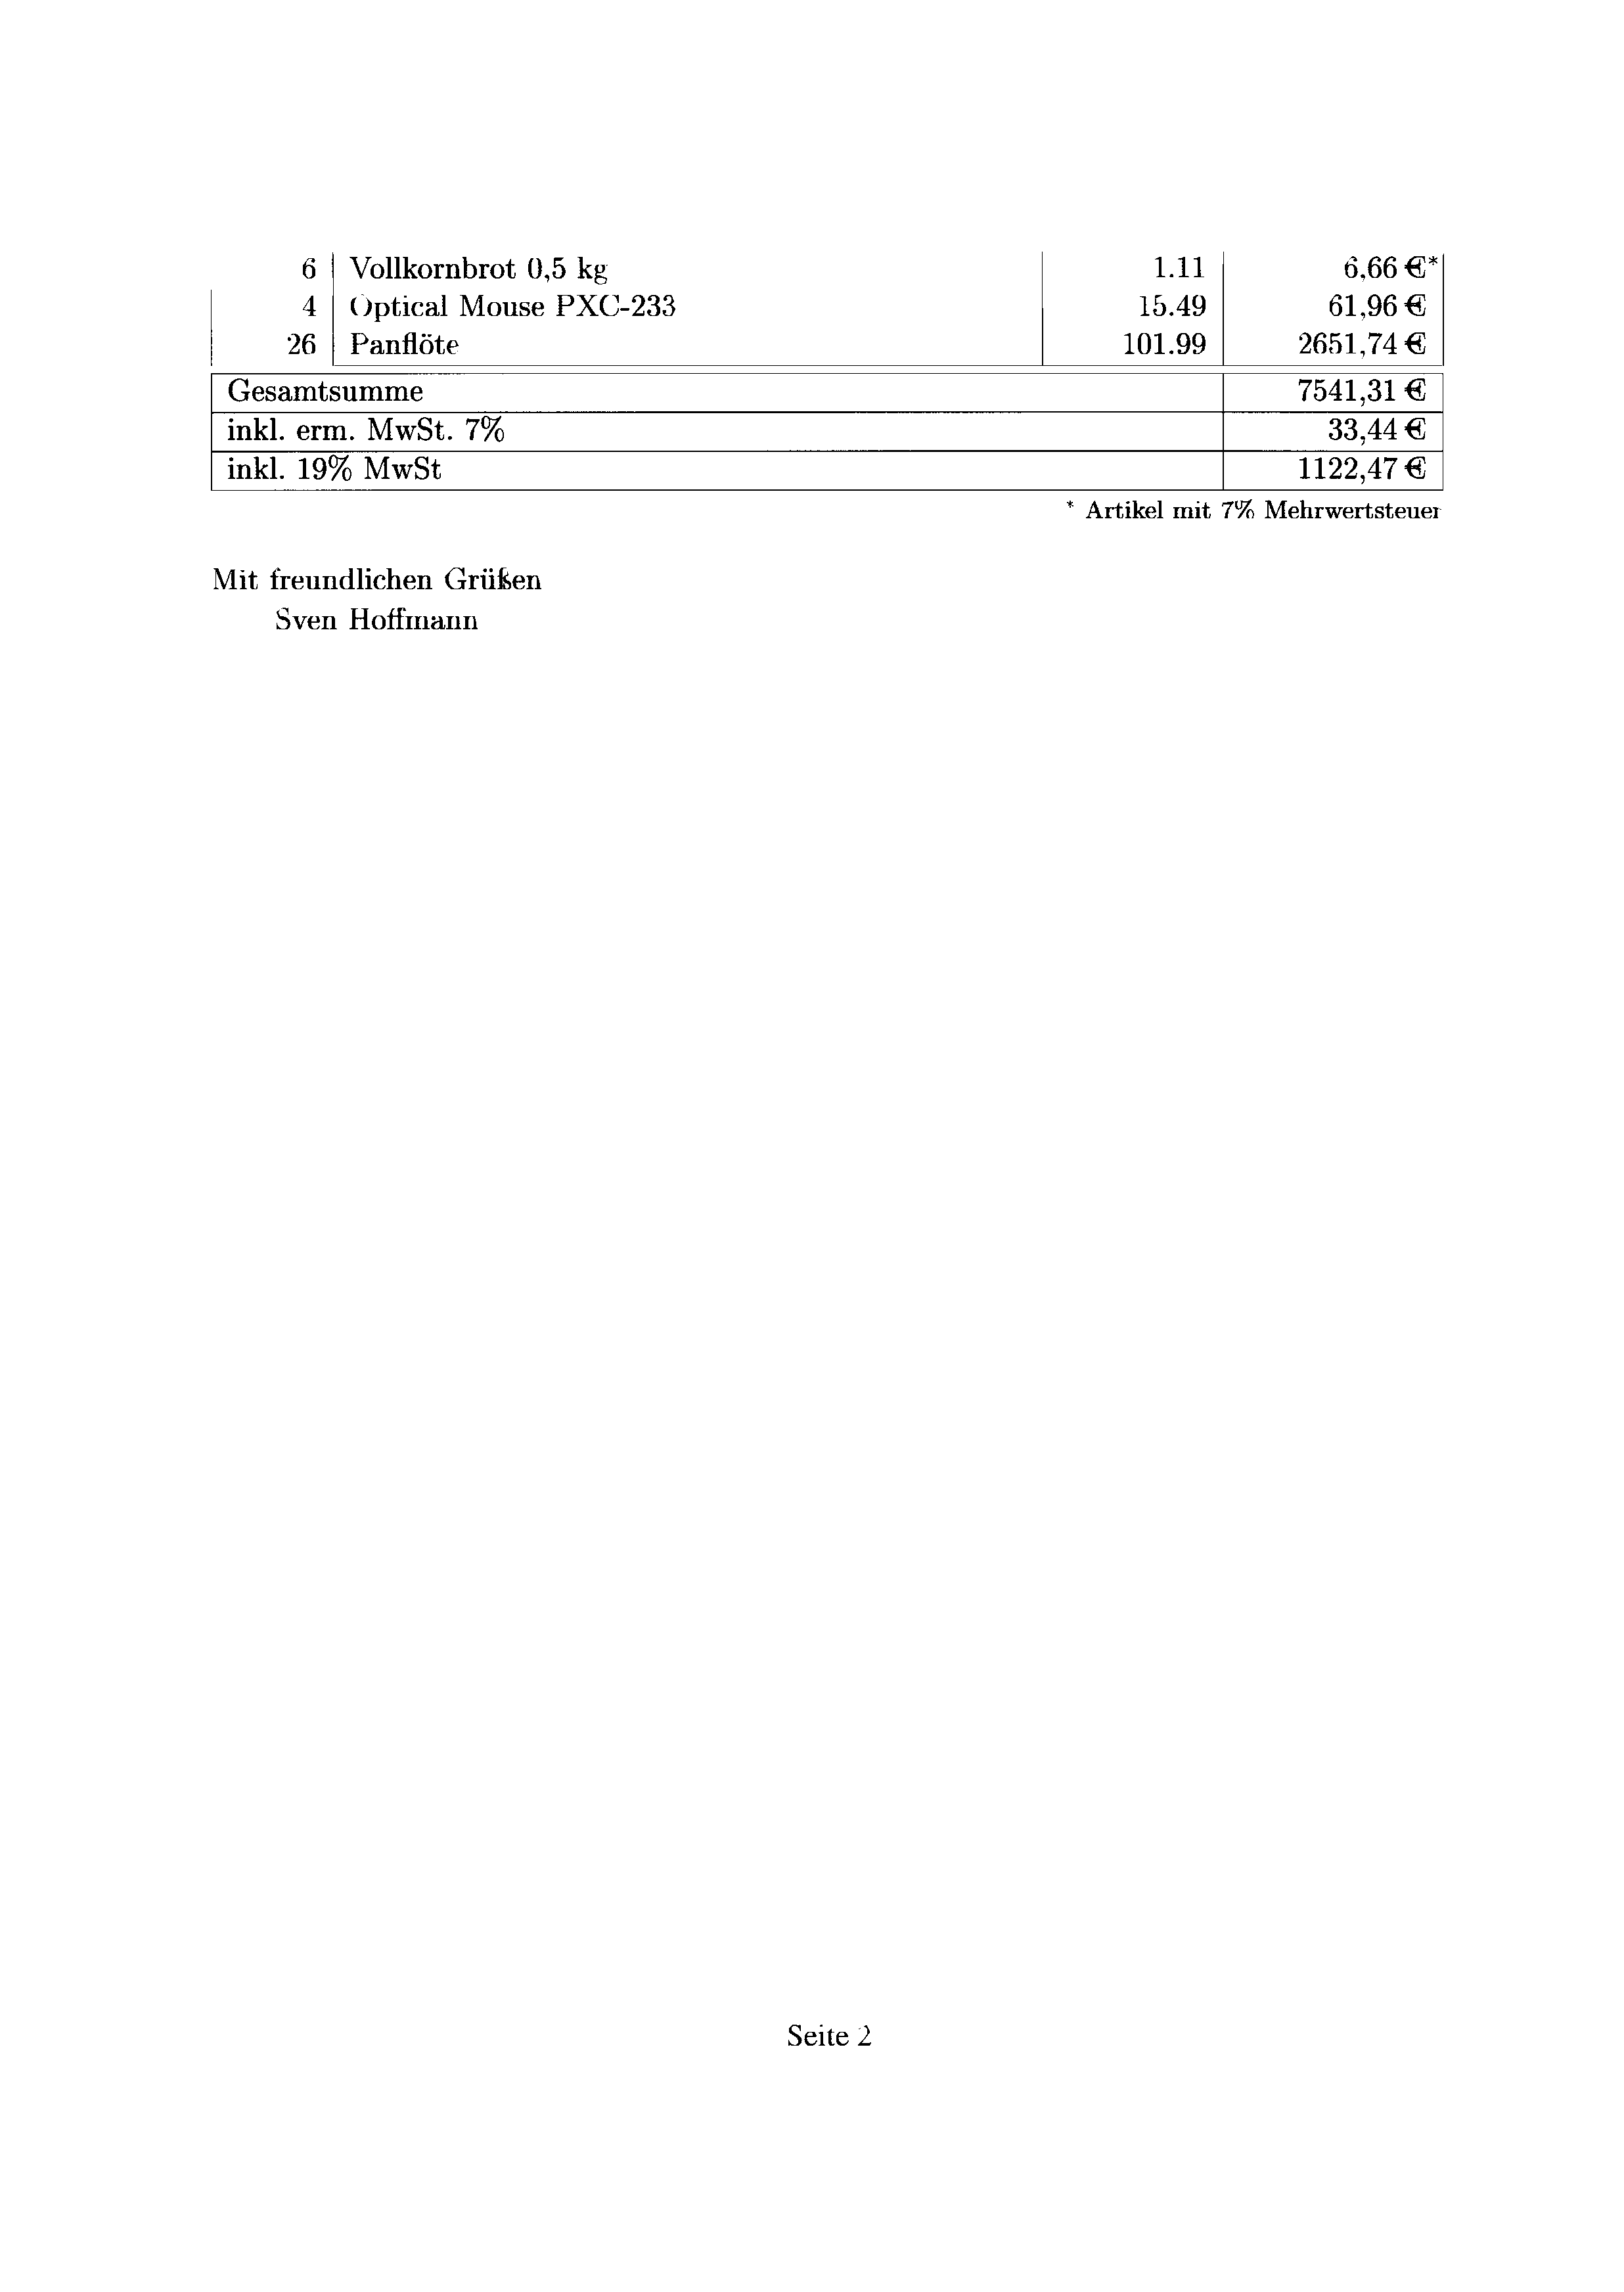 6 Vollkornbrot 0,5 kg 1.11 6,66 €*
4 Optical Mouse PXC-233 15.49 61,96 €
26 Panflöte 101.99 2651,74 €
Gesamtsumme 7541,31 €
inkl. erm. MwSt. 7% 33,44 €
inkl. 19% MwSt 1122,47 €
* Artikel mit 7% Mehrwertsteuer
Mit freundlichen Grüßen
Sven Hoffmann
Seite 2